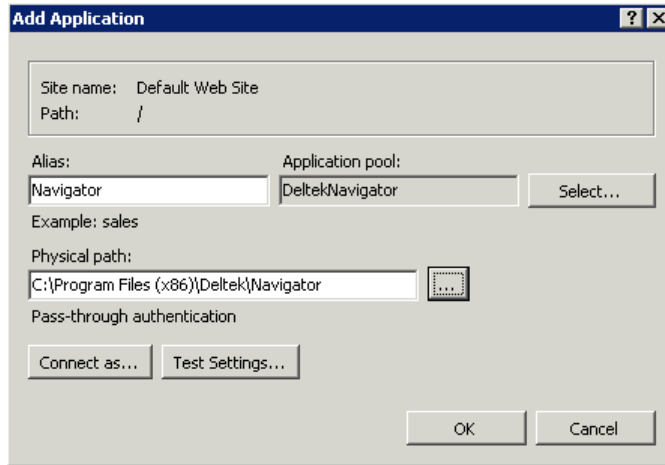 Add Application
Site name: Default Web Site
Path: /
Alias: Application pool:
Navigator DeltekNavigator Select...
Example: sales
Physical path:
C:\Program Files (x86)\Deltek\Navigator ...
Pass-through authentication
Connect as... Test Settings...
OK Cancel